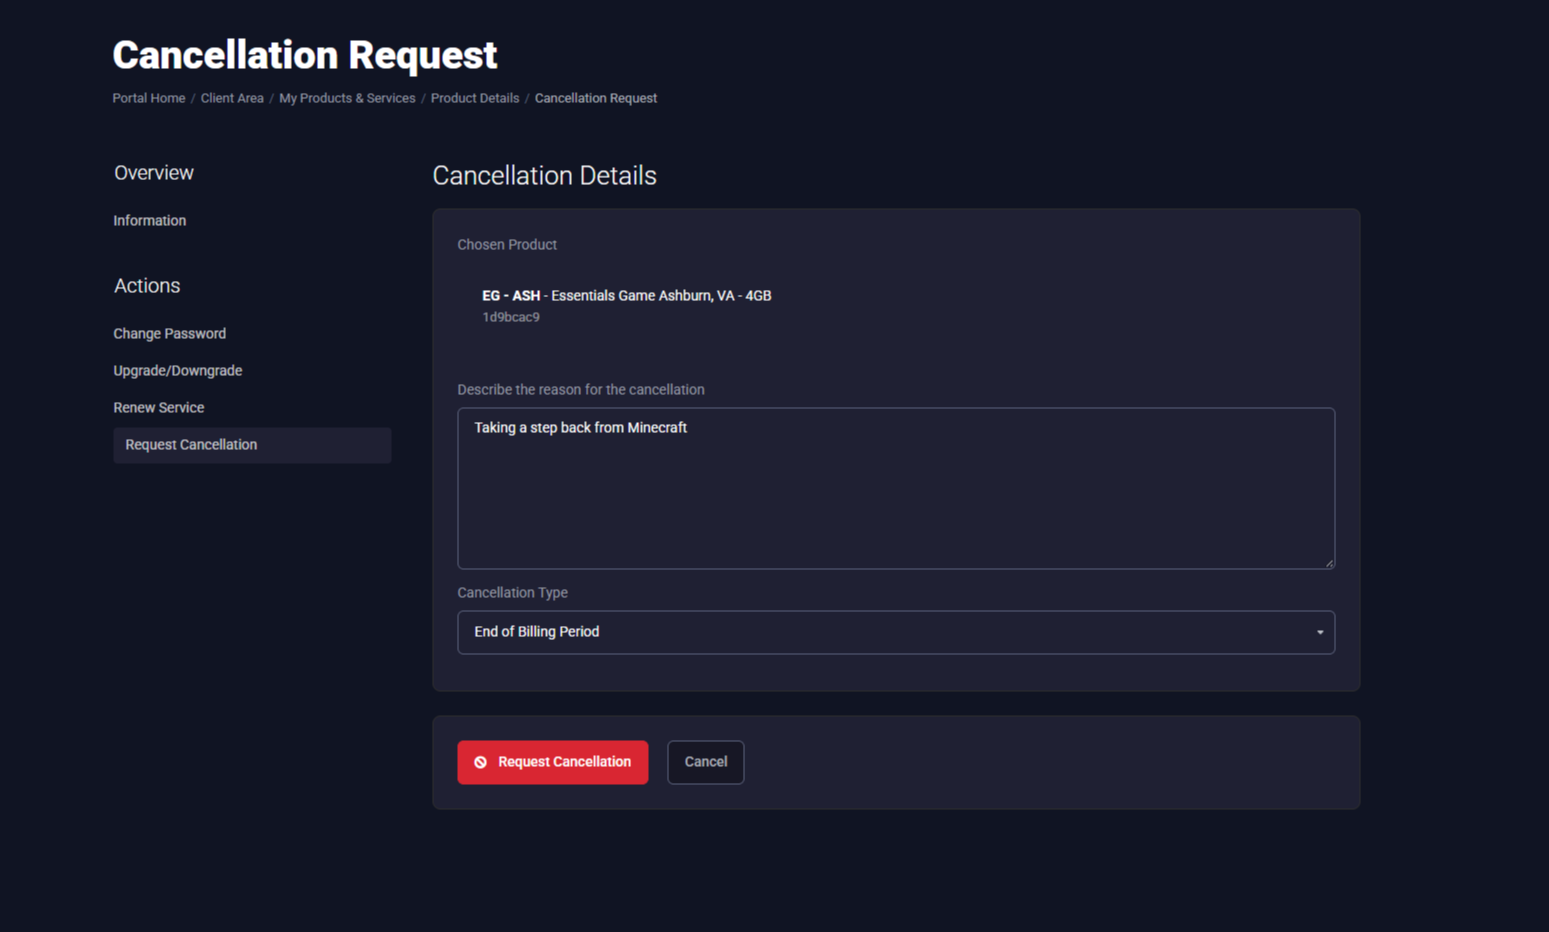 Cancellation Request
Portal Home / Client Area / My Products & Services / Product Details / Cancellation Request
Overview
Information
Actions
Change Password
Upgrade/Downgrade
Renew Service
Request Cancellation
Cancellation Details
Chosen Product
EG - ASH - Essentials Game Ashburn, VA - 4GB
1d9bcac9
Describe the reason for the cancellation
Taking a step back from Minecraft
Cancellation Type
End of Billing Period
Request Cancellation
Cancel